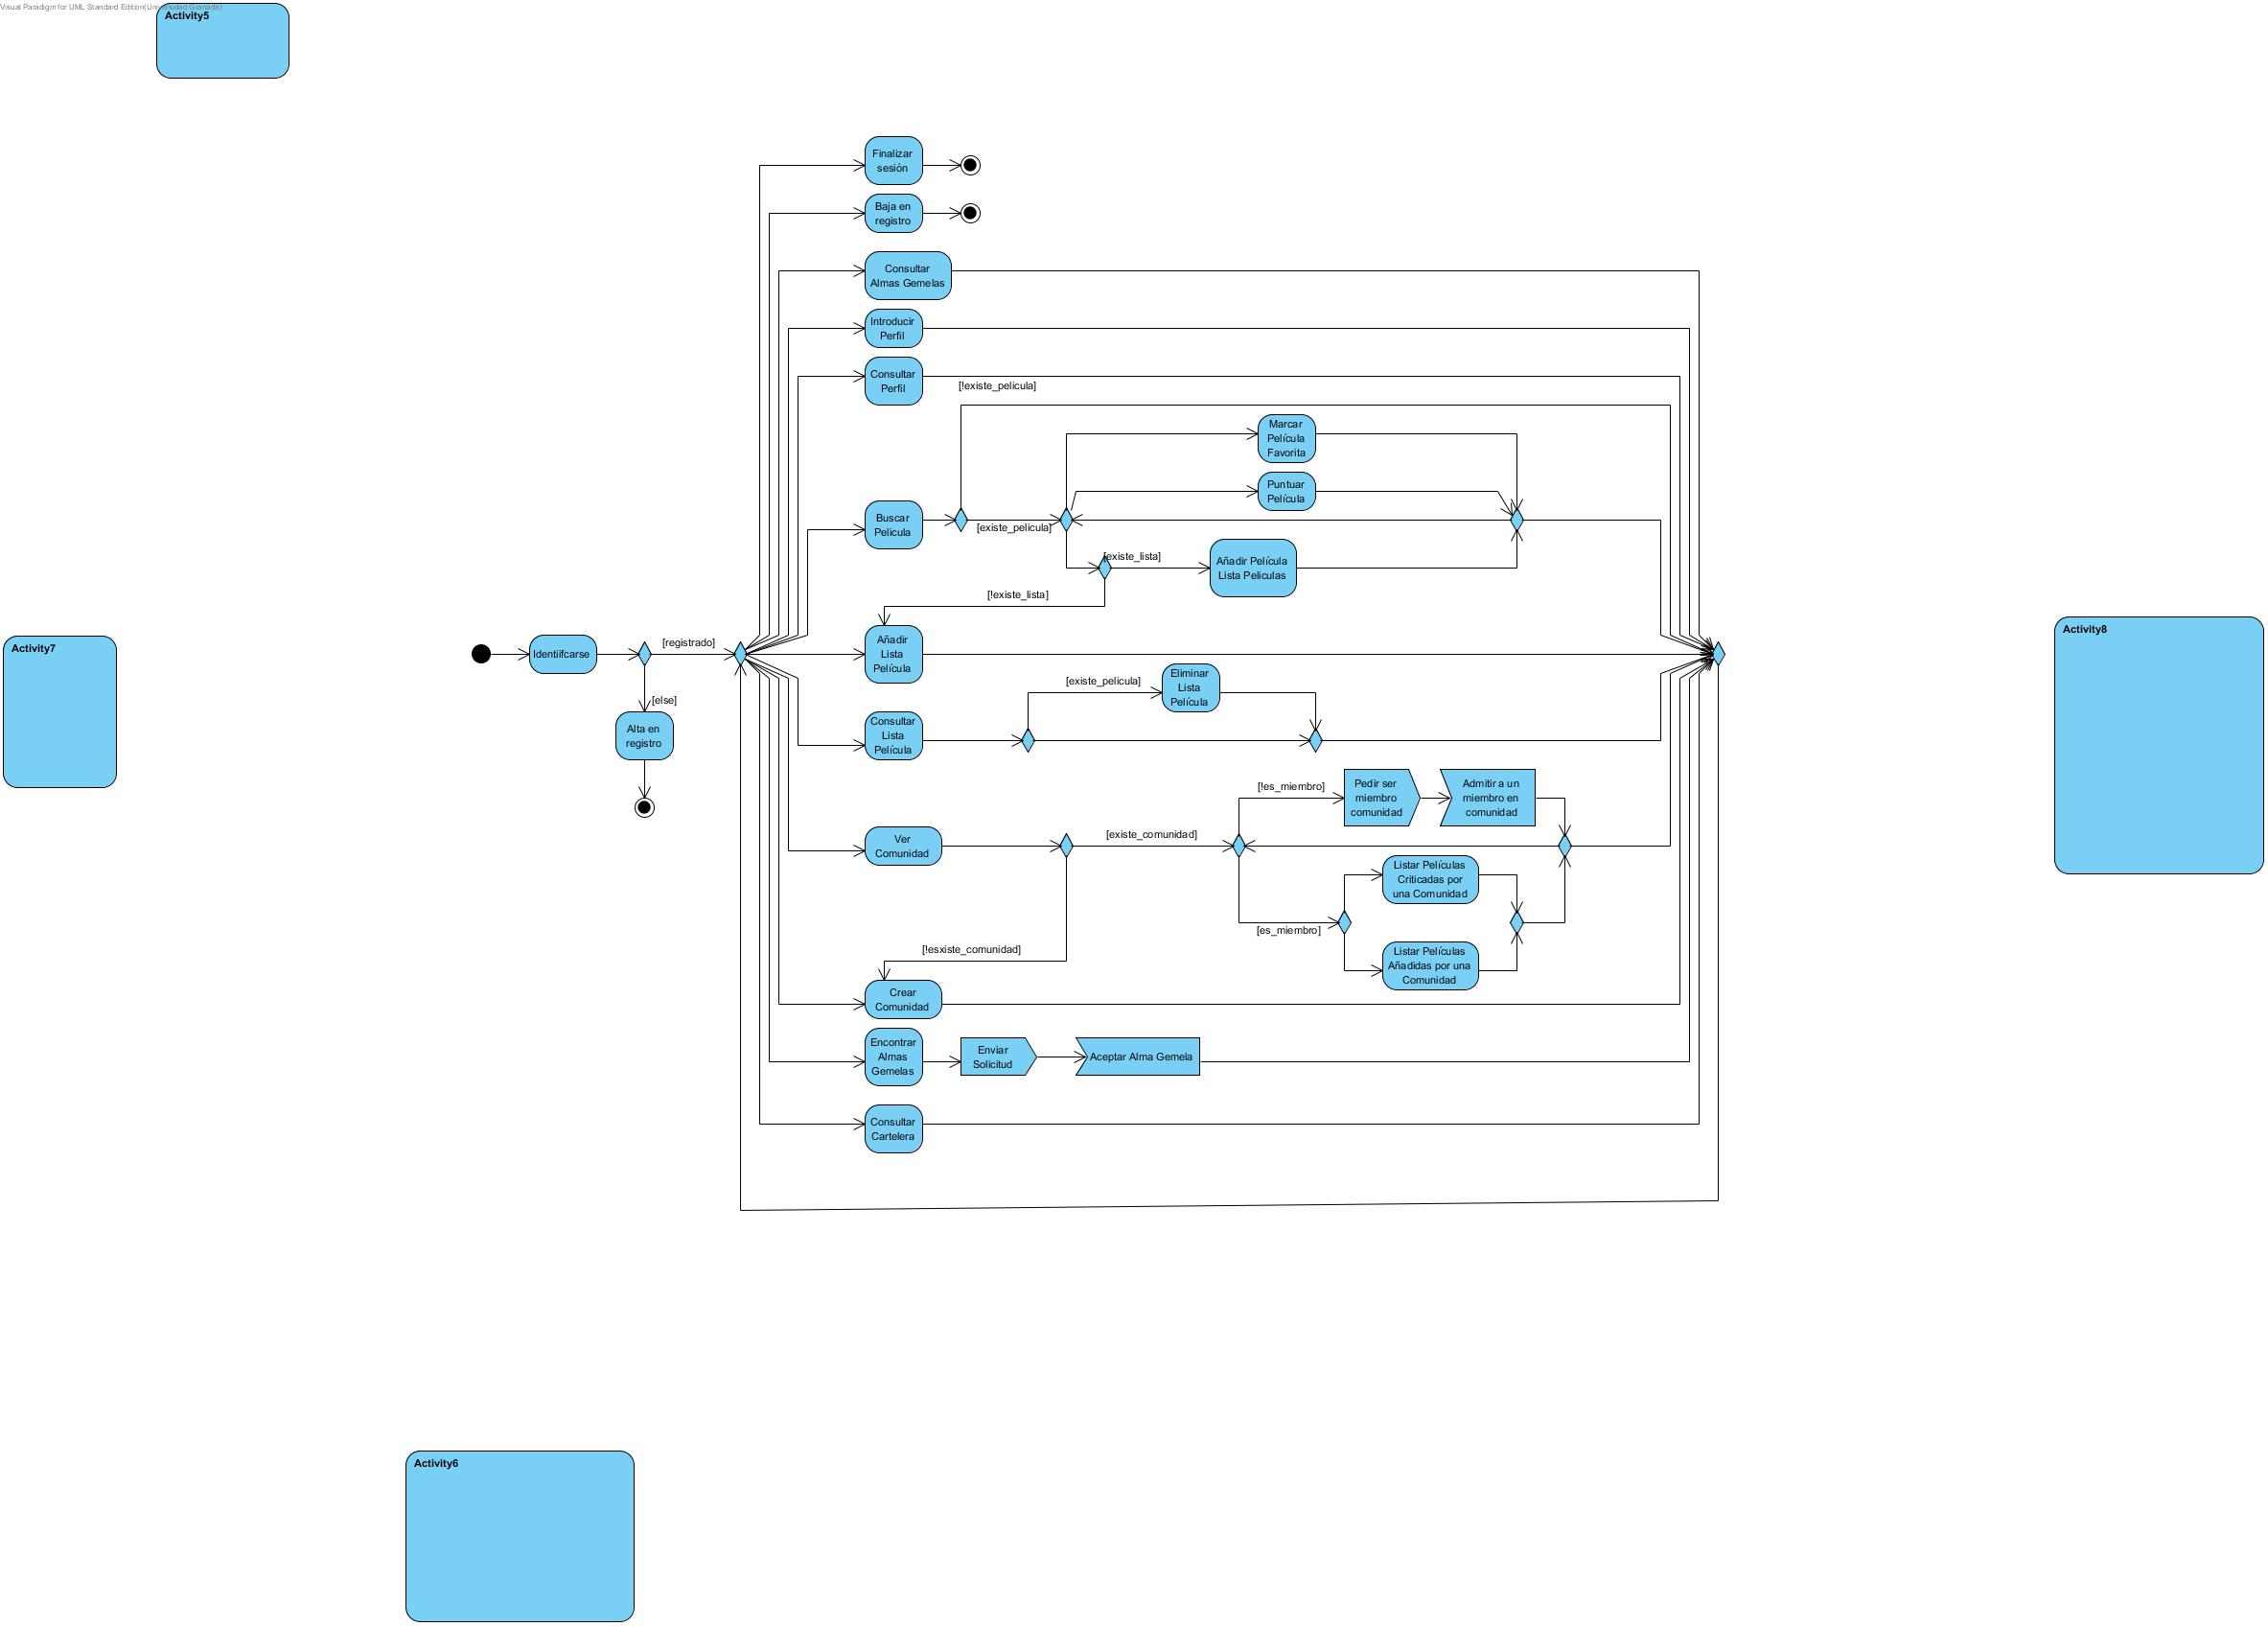 Visual Paradigm for UML Standard Edition(Universidad Granada)
Activity5
Finalizar
sesión
Baja en
registro
Consultar
Almas Gemelas
Introducir
Perfil
Consultar
Perfil
[!existe_pelicula]
Marcar
Película
Favorita
Puntuar
Película
Buscar
Pelicula
[existe_pelicula]
[existe_lista]
Añadir Película
Lista Peliculas
[!existe_lista]
Activity7
Identiifcarse
[registrado]
Añadir
Lista
Película
Activity8
[else]
Alta en
registro
[existe_pelicula]
Eliminar
Lista
Película
Consultar
Lista
Película
[!es_miembro]
Pedir ser
miembro
comunidad
Admitir a un
miembro en
comunidad
Ver
Comunidad
[existe_comunidad]
Listar Películas
Criticadas por
una Comunidad
[es_miembro]
[!esxiste_comunidad]
Listar Películas
Añadidas por una
Comunidad
Crear
Comunidad
Encontrar
Almas
Gemelas
Enviar
Solicitud
Aceptar Alma Gemela
Consultar
Cartelera
Activity6